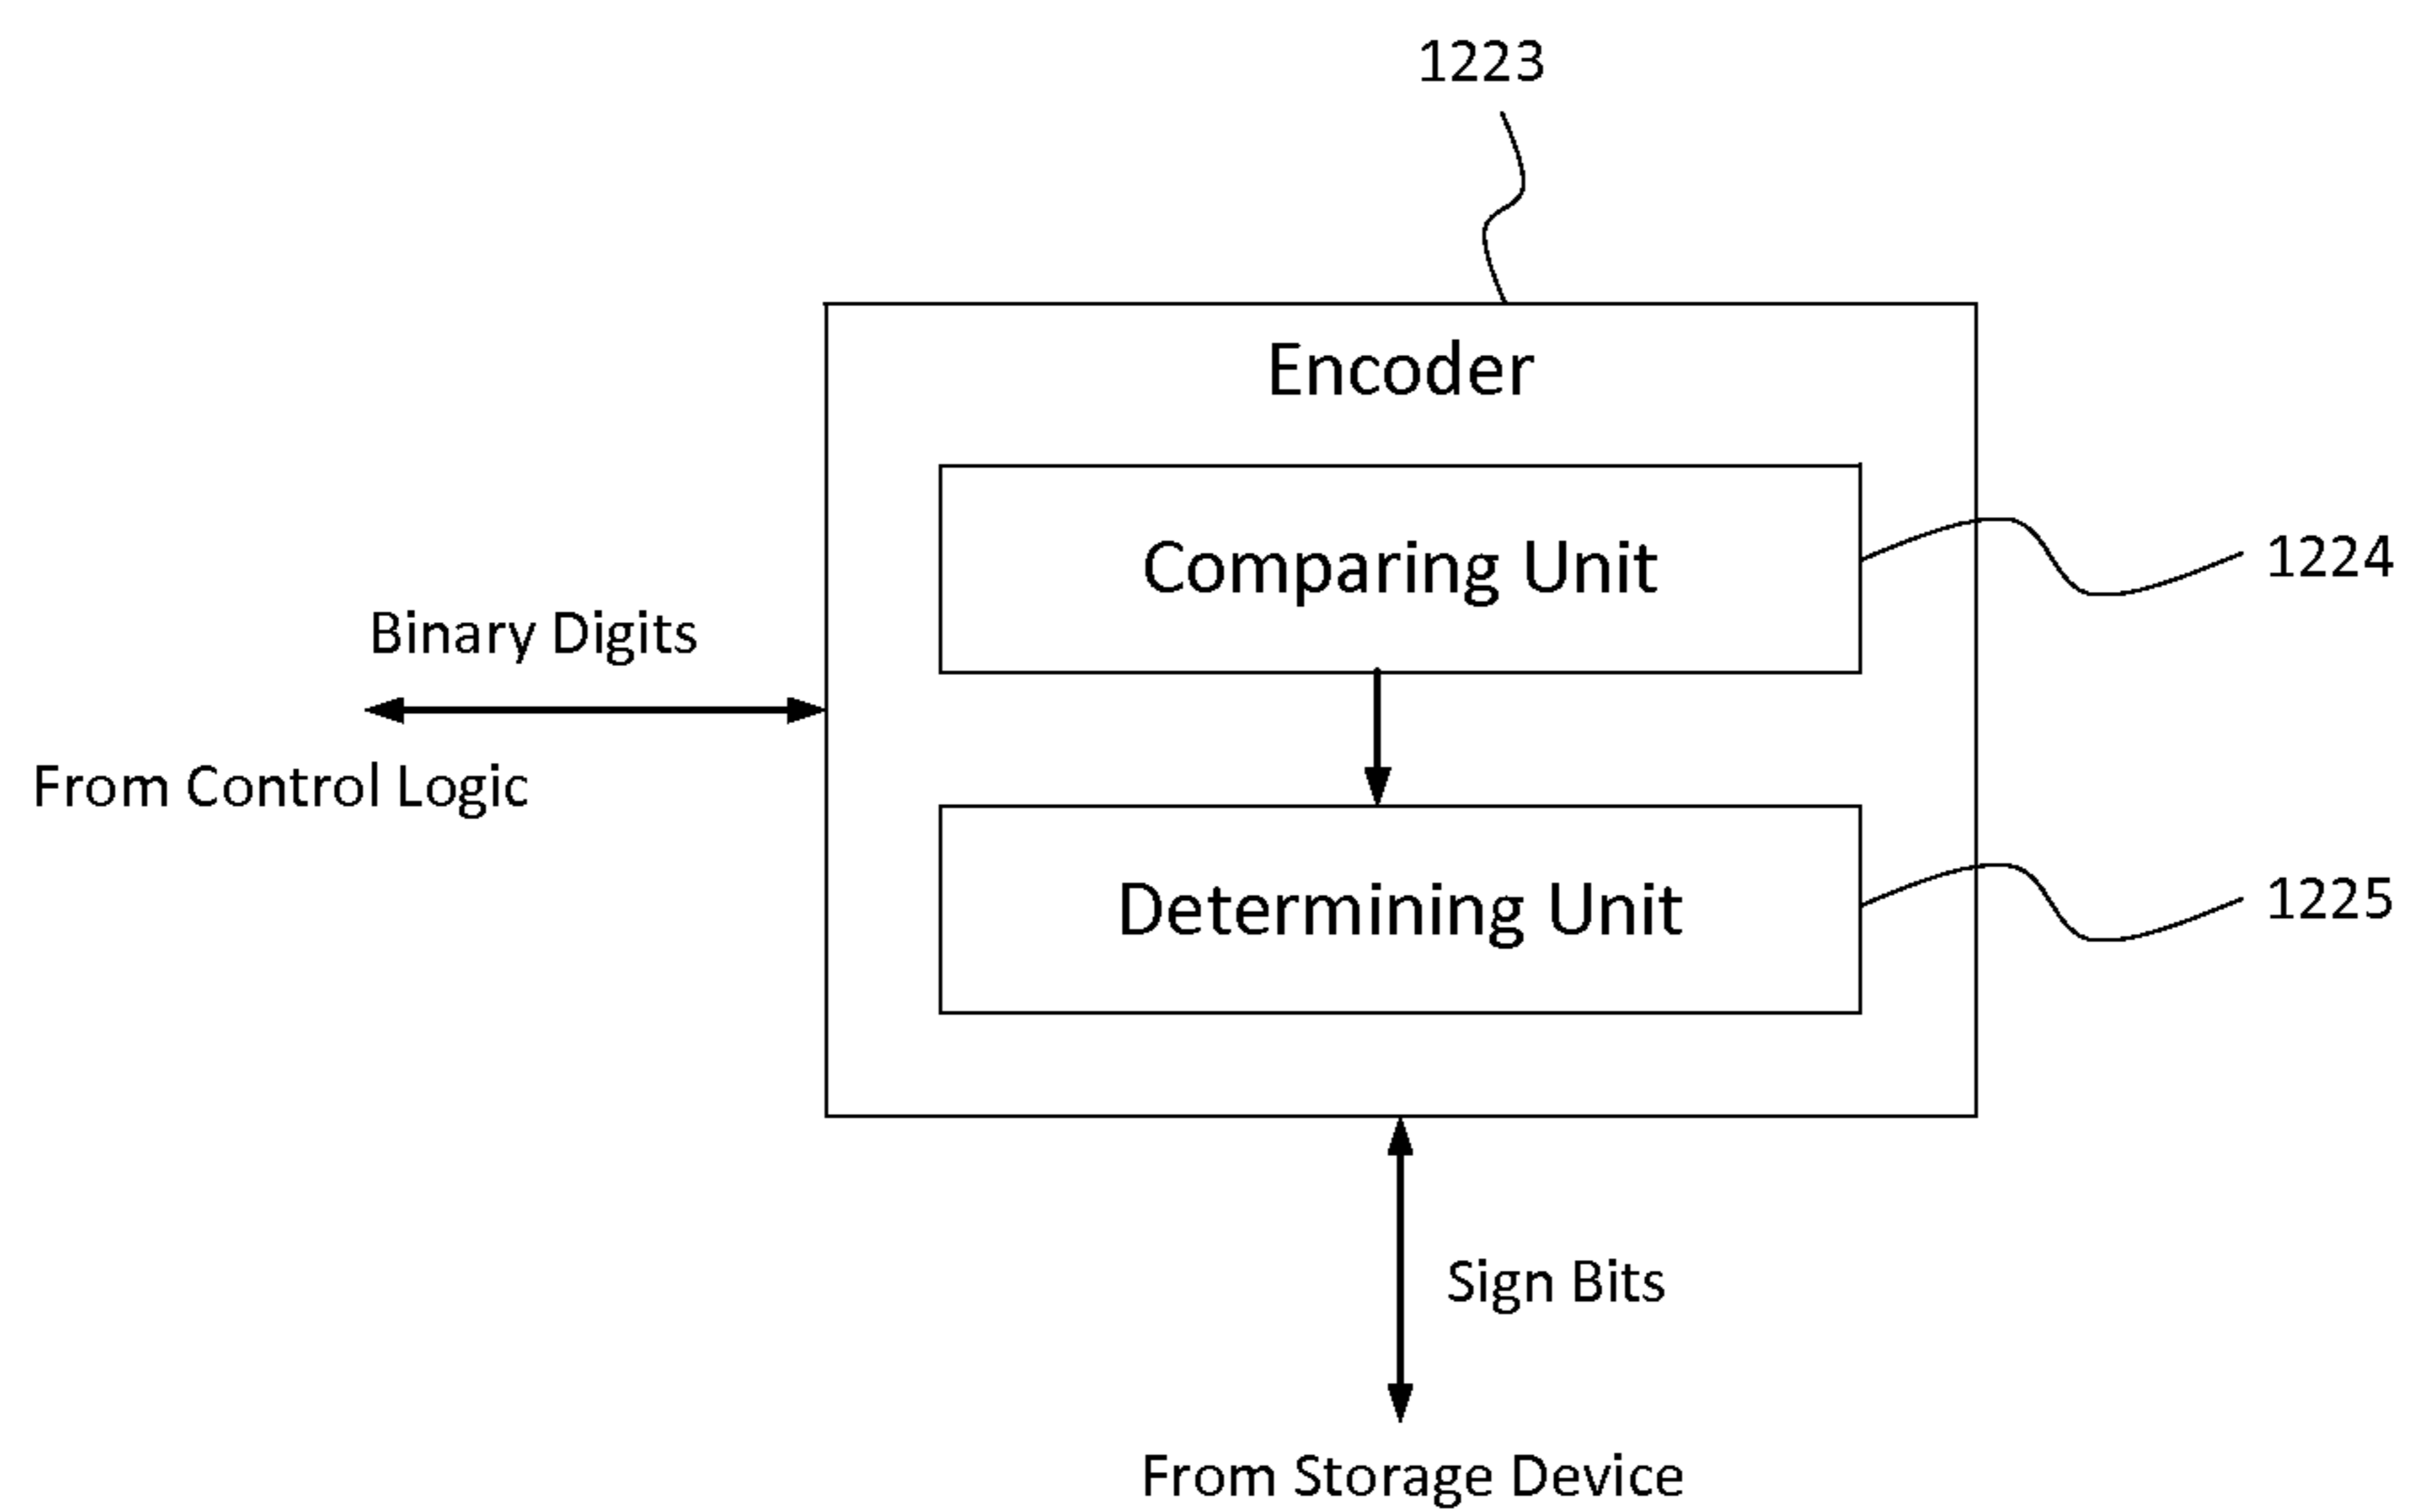 1223
Encoder
Comparing Unit
1224
Binary Digits
From Control Logic
Determining Unit
1225
Sign Bits
From Storage Device